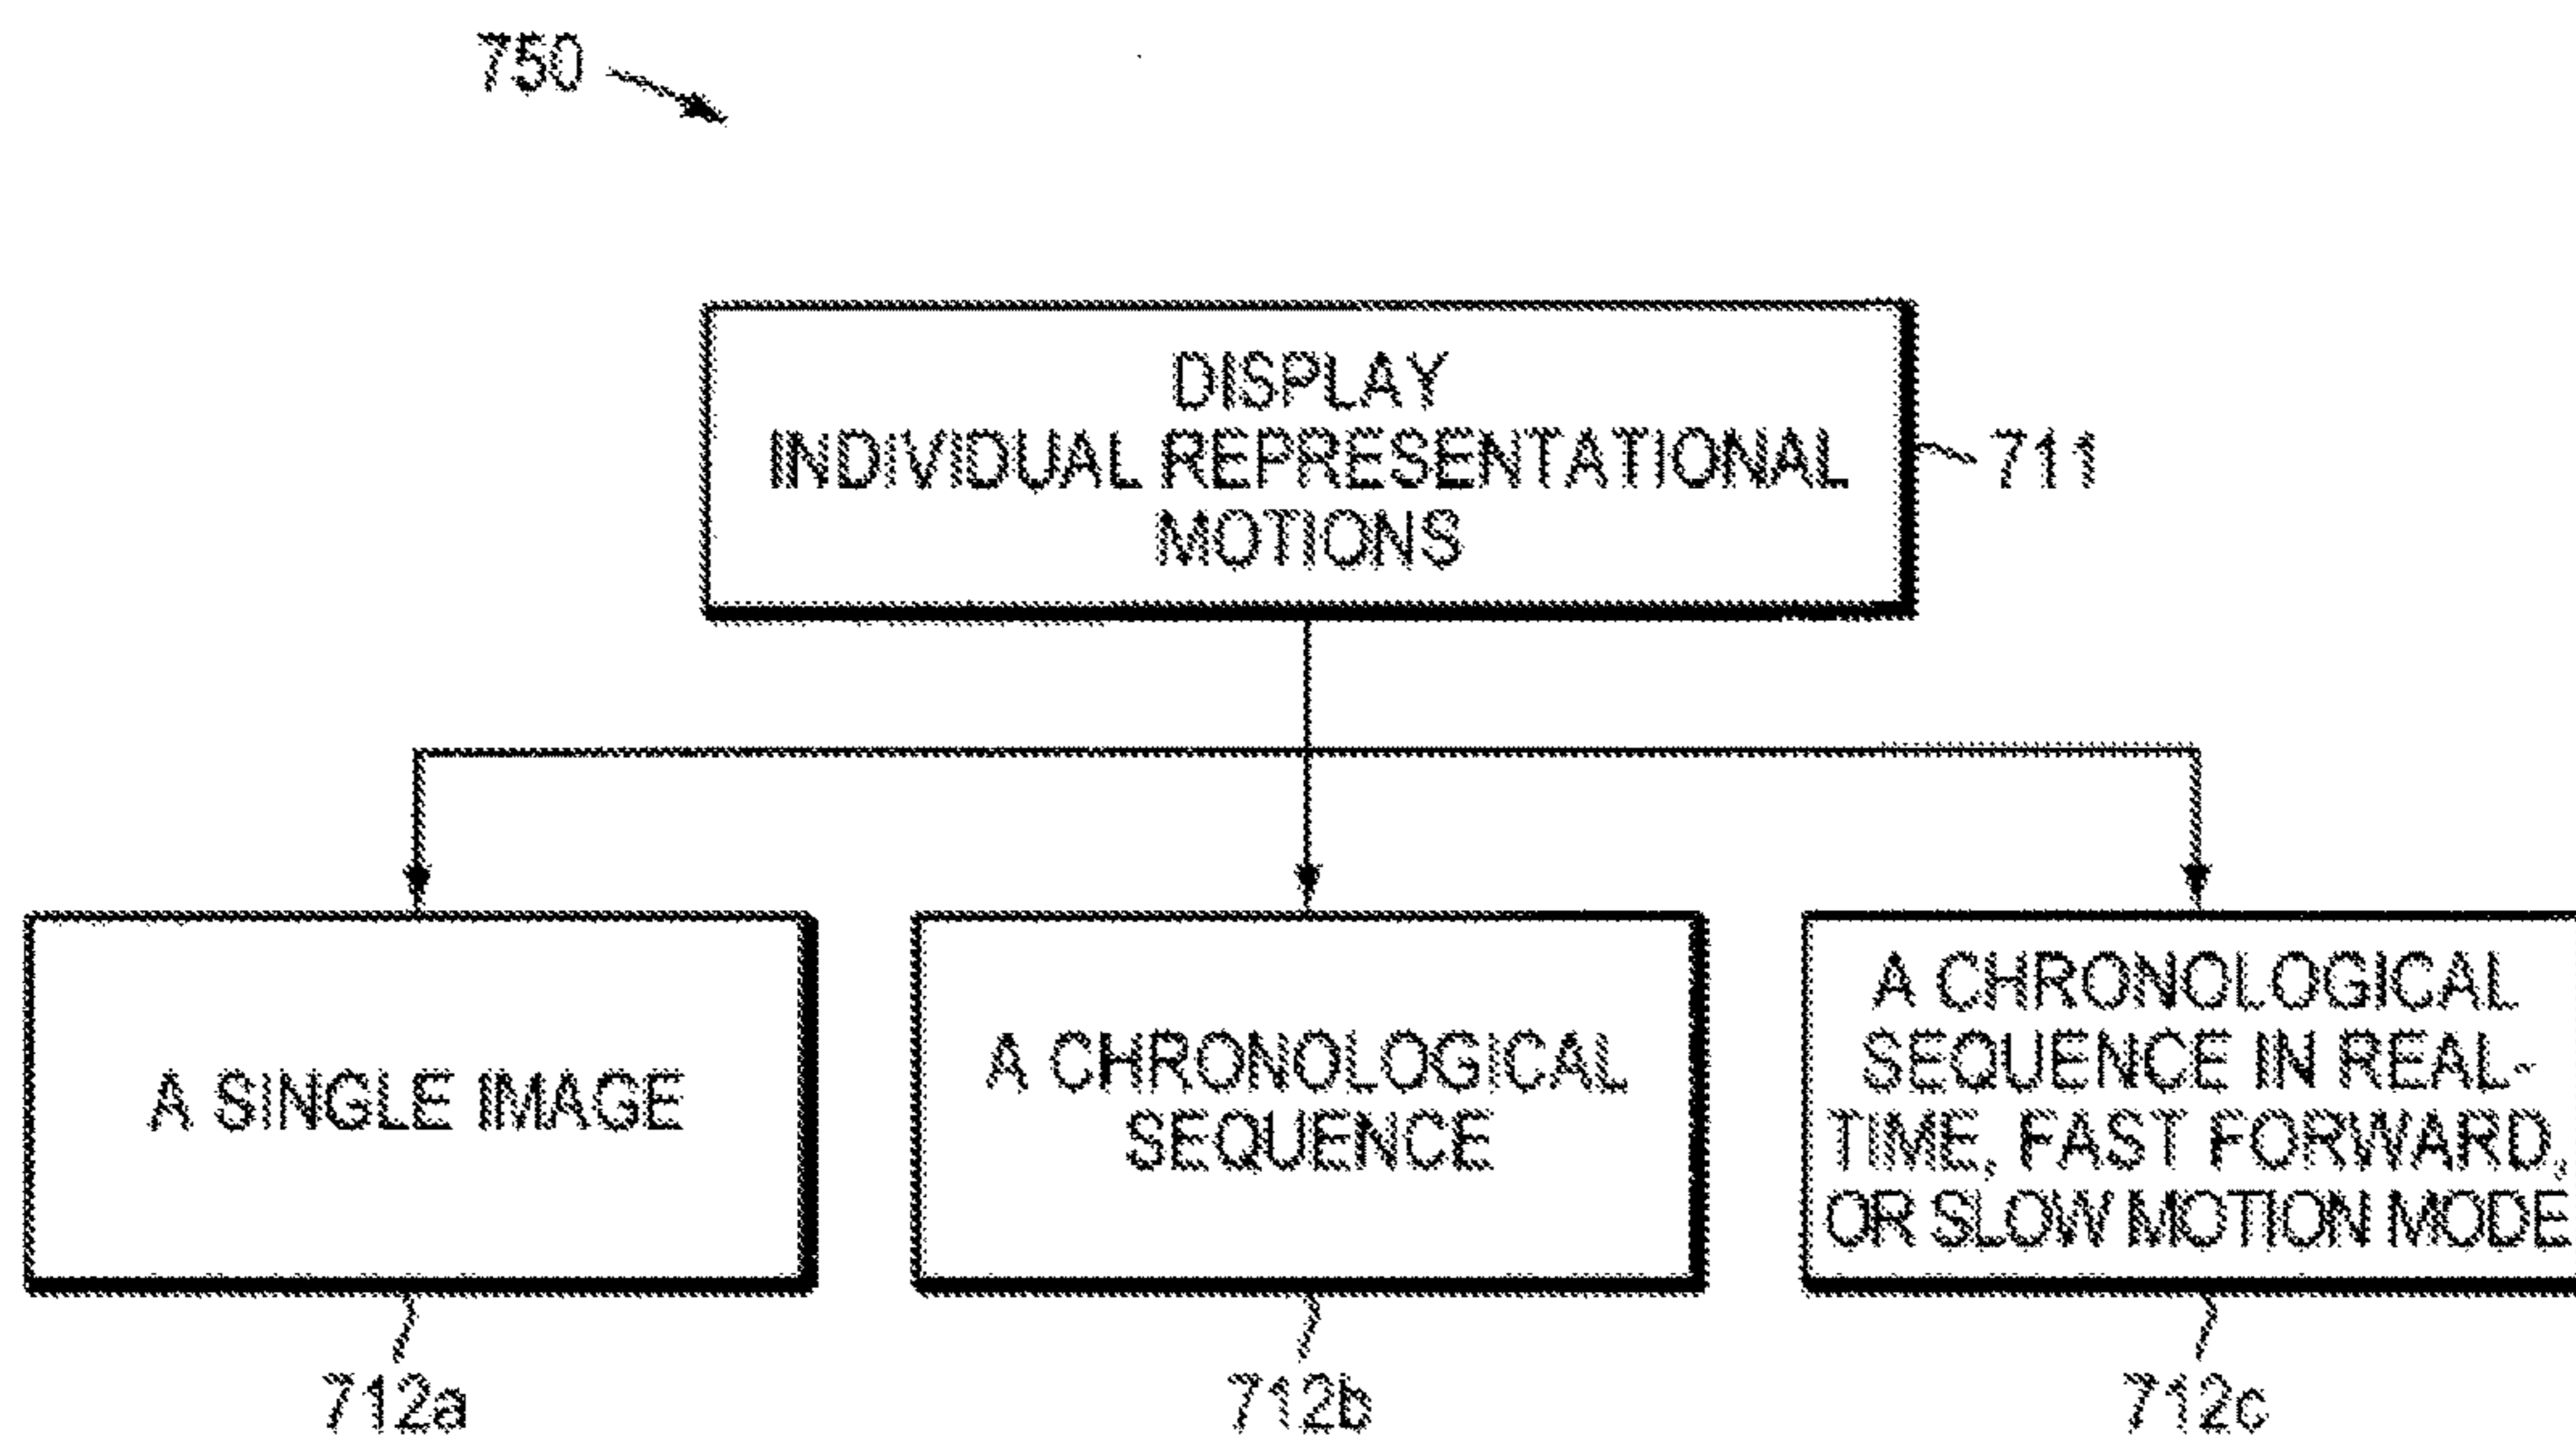 750
DISPLAY
INDIVIDUAL REPRESENTATIONAL
MOTIONS
711
A SINGLE IMAGE
712a
A CHRONOLOGICAL
SEQUENCE
712b
A CHRONOLOGICAL
SEQUENCE IN REAL-
TIME, FAST FORWARD,
OR SLOW MOTION MODE
712c